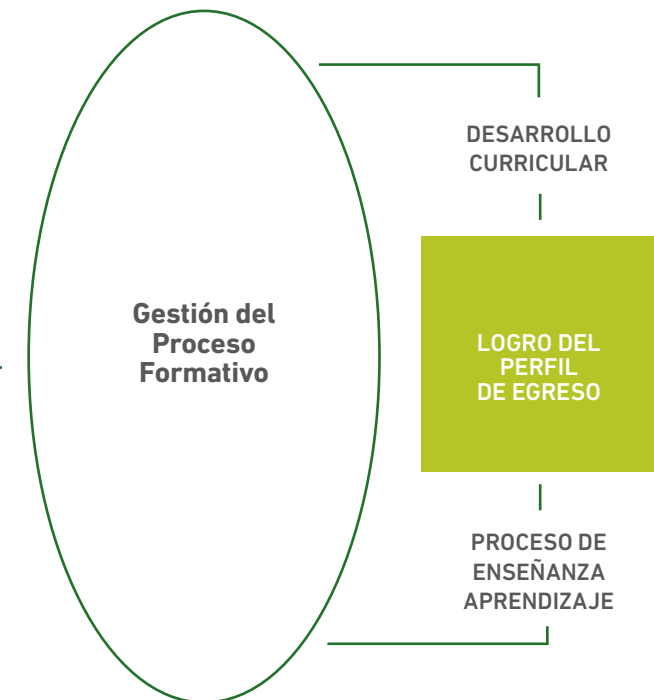 Gestión del
Proceso
Formativo
DESARROLLO
CURRICULAR
LOGRO DEL
PERFIL
DE EGRESO
PROCESO DE
ENSEÑANZA
APRENDIZAJE